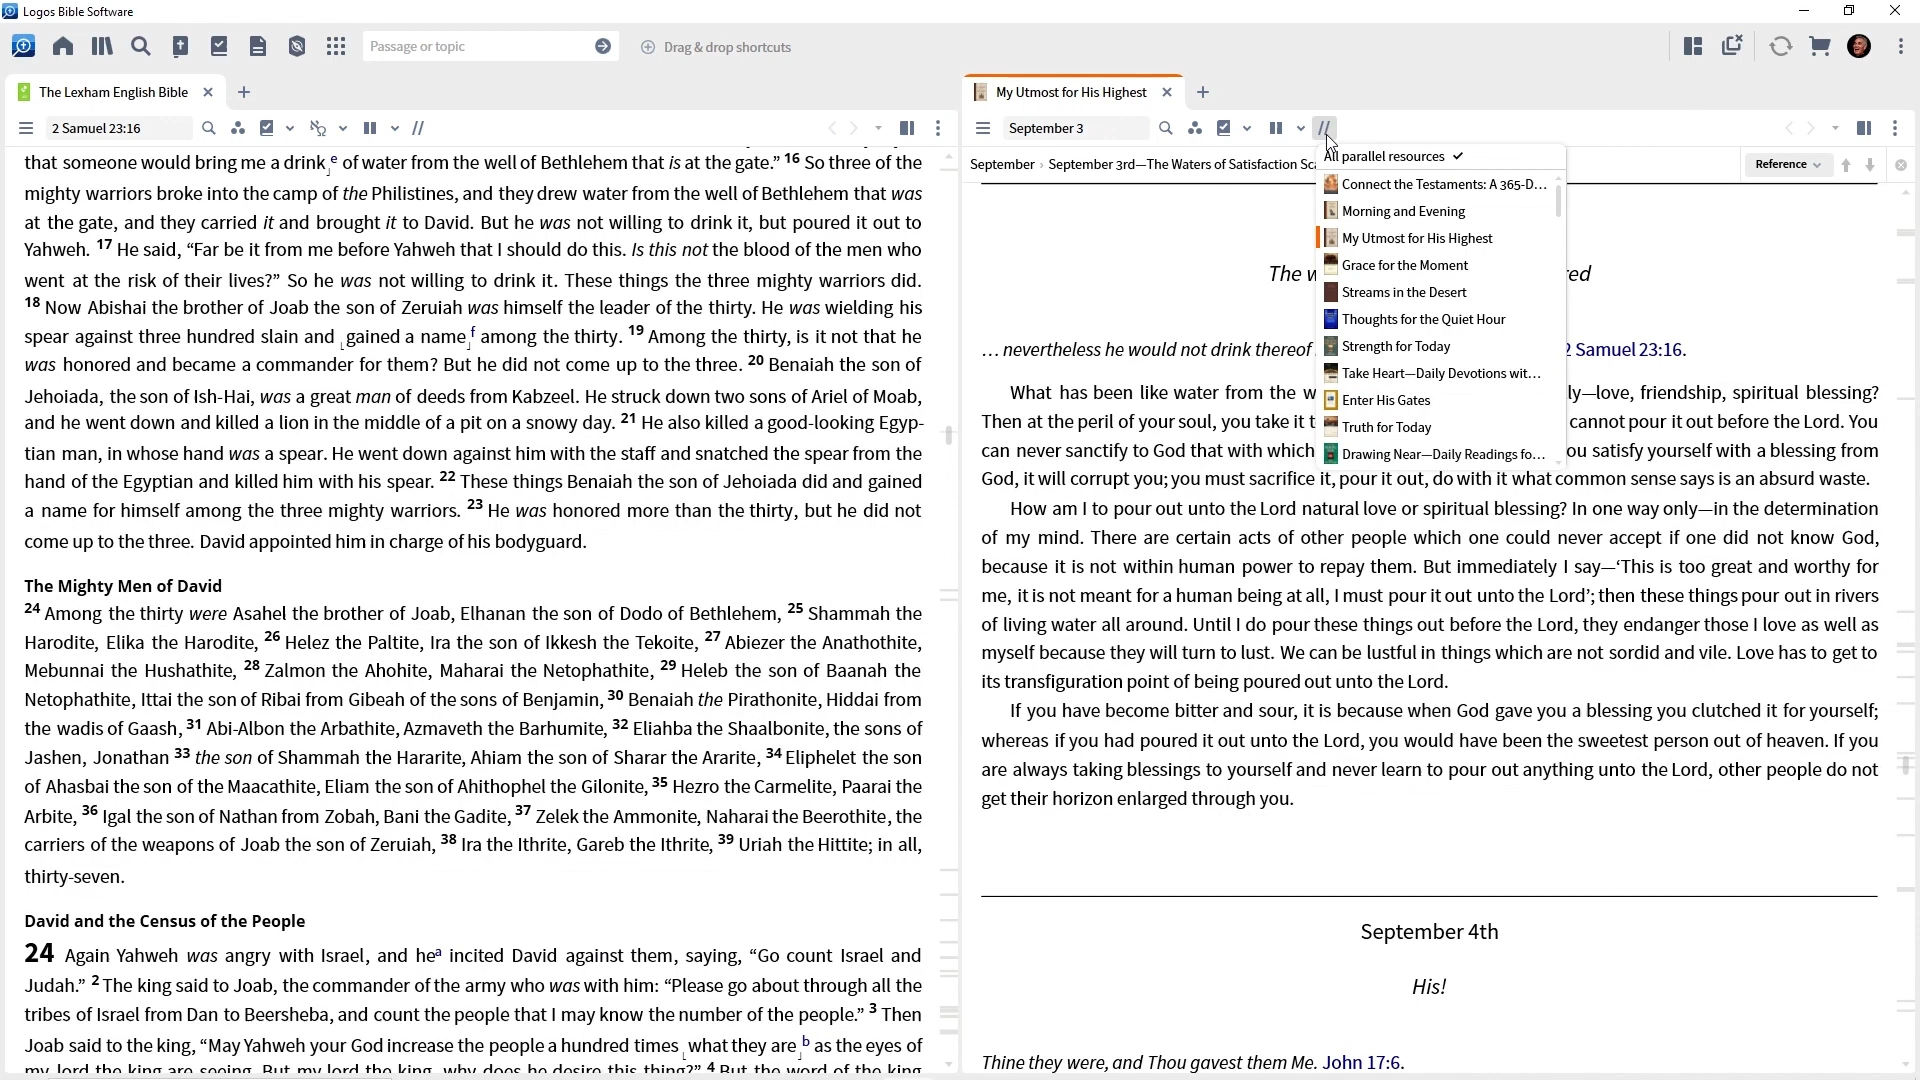 Logos Bible Software
Passage or topic
Drag & drop shortcuts
The Lexham English Bible
2 Samuel 23:16
that someone would bring me a drink e of water from the well of Bethlehem that is at the gate.” 16 So three of the
mighty warriors broke into the camp of the Philistines, and they drew water from the well of Bethlehem that was
at the gate, and they carried it and brought it to David. But he was not willing to drink it, but poured it out to
Yahweh. 17 He said, “Far be it from me before Yahweh that I should do this. Is this not the blood of the men who
went at the risk of their lives?” So he was not willing to drink it. These things the three mighty warriors did.
18 Now Abishai the brother of Joab the son of Zeruiah was himself the leader of the thirty. He was wielding his
spear against three hundred slain and ⌞gained a name⌟ f among the thirty. 19 Among the thirty, is it not that he
was honored and became a commander for them? But he did not come up to the three. 20 Benaiah the son of
Jehoiada, the son of Ish-Hai, was a great man of deeds from Kabzeel. He struck down two sons of Ariel of Moab,
and he went down and killed a lion in the middle of a pit on a snowy day. 21 He also killed a good-looking Egyp-
tian man, in whose hand was a spear. He went down against him with the staff and snatched the spear from the
hand of the Egyptian and killed him with his spear. 22 These things Benaiah the son of Jehoiada did and gained
a name for himself among the three mighty warriors. 23 He was honored more than the thirty, but he did not
come up to the three. David appointed him in charge of his bodyguard.
The Mighty Men of David
24 Among the thirty were Asahel the brother of Joab, Elhanan the son of Dodo of Bethlehem, 25 Shammah the
Harodite, Elika the Harodite, 26 Helez the Paltite, Ira the son of Ikkesh the Tekoite, 27 Abiezer the Anathothite,
Mebunnai the Hushathite, 28 Zalmon the Ahohite, Maharai the Netophathite, 29 Heleb the son of Baanah the
Netophathite, Ittai the son of Ribai from Gibeah of the sons of Benjamin, 30 Benaiah the Pirathonite, Hiddai from
the wadis of Gaash, 31 Abi-Albon the Arbathite, Azmaveth the Barhumite, 32 Eliahba the Shaalbonite, the sons of
Jashen, Jonathan 33 the son of Shammah the Hararite, Ahiam the son of Sharar the Ararite, 34 Eliphelet the son
of Ahasbai the son of the Maacathite, Eliam the son of Ahithophel the Gilonite, 35 Hezro the Carmelite, Paarai the
Arbite, 36 Igal the son of Nathan from Zobah, Bani the Gadite, 37 Zelek the Ammonite, Naharai the Beerothite, the
carriers of the weapons of Joab the son of Zeruiah, 38 Ira the Ithrite, Gareb the Ithrite, 39 Uriah the Hittite; in all,
thirty-seven.
David and the Census of the People
24 Again Yahweh was angry with Israel, and he a incited David against them, saying, “Go count Israel and
Judah.” 2 The king said to Joab, the commander of the army who was with him: “Please go about through all the
tribes of Israel from Dan to Beersheba, and count the people that I may know the number of the people.” 3 Then
Joab said to the king, “May Yahweh your God increase the people a hundred times ⌞what they are⌟ b as the eyes of
my lord the king are seeing. But my lord the king, why does he desire this thing?” 4 But the word of the king
My Utmost for His Highest
September 3
September › September 3rd—The Waters of Satisfaction Sca
Reference
All parallel resources
Connect the Testaments: A 365-D...
Morning and Evening
My Utmost for His Highest
Grace for the Moment
Streams in the Desert
Thoughts for the Quiet Hour
Strength for Today
Take Heart—Daily Devotions wit...
Enter His Gates
Truth for Today
Drawing Near—Daily Readings fo...
The w red
… nevertheless he would not drink thereof 2 Samuel 23:16.
What has been like water from the w ly—love, friendship, spiritual blessing?
Then at the peril of your soul, you take it t cannot pour it out before the Lord. You
can never sanctify to God that with which ou satisfy yourself with a blessing from
God, it will corrupt you; you must sacrifice it, pour it out, do with it what common sense says is an absurd waste.
How am I to pour out unto the Lord natural love or spiritual blessing? In one way only—in the determination
of my mind. There are certain acts of other people which one could never accept if one did not know God,
because it is not within human power to repay them. But immediately I say—‘This is too great and worthy for
me, it is not meant for a human being at all, I must pour it out unto the Lord’; then these things pour out in rivers
of living water all around. Until I do pour these things out before the Lord, they endanger those I love as well as
myself because they will turn to lust. We can be lustful in things which are not sordid and vile. Love has to get to
its transfiguration point of being poured out unto the Lord.
If you have become bitter and sour, it is because when God gave you a blessing you clutched it for yourself;
whereas if you had poured it out unto the Lord, you would have been the sweetest person out of heaven. If you
are always taking blessings to yourself and never learn to pour out anything unto the Lord, other people do not
get their horizon enlarged through you.
September 4th
His!
Thine they were, and Thou gavest them Me. John 17:6.